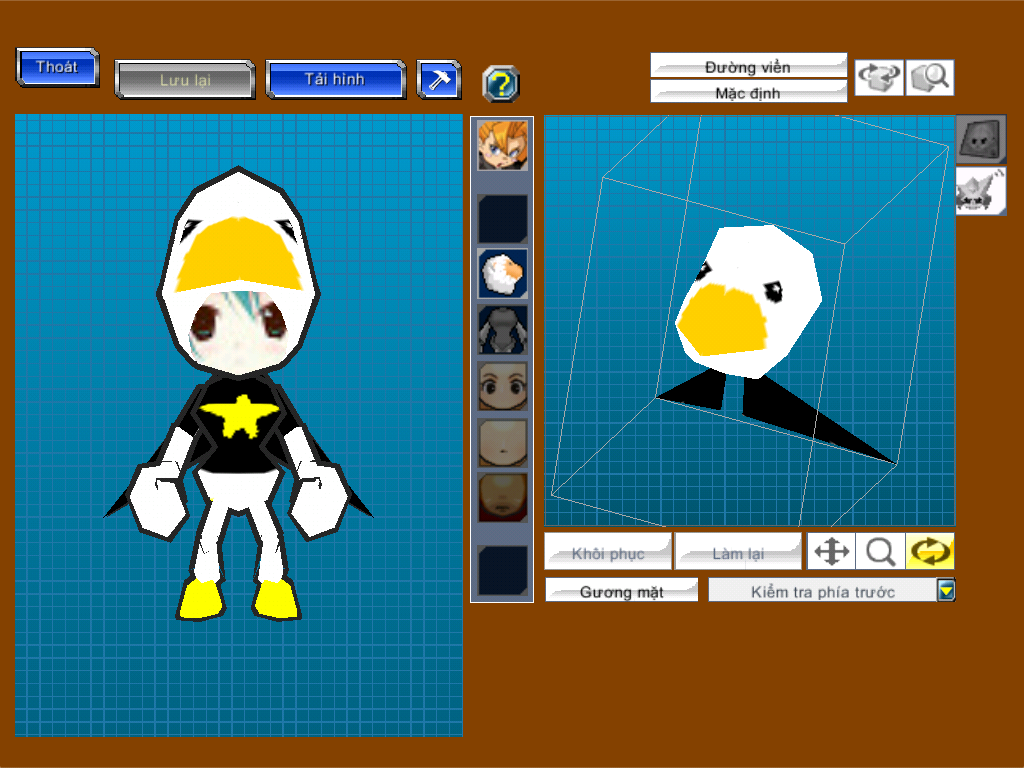 Thoát
Lưu lại
Tải hình
Đường viền
Mặc định
Khôi phục
Làm lại
Gương mặt
Kiểm tra phía trước